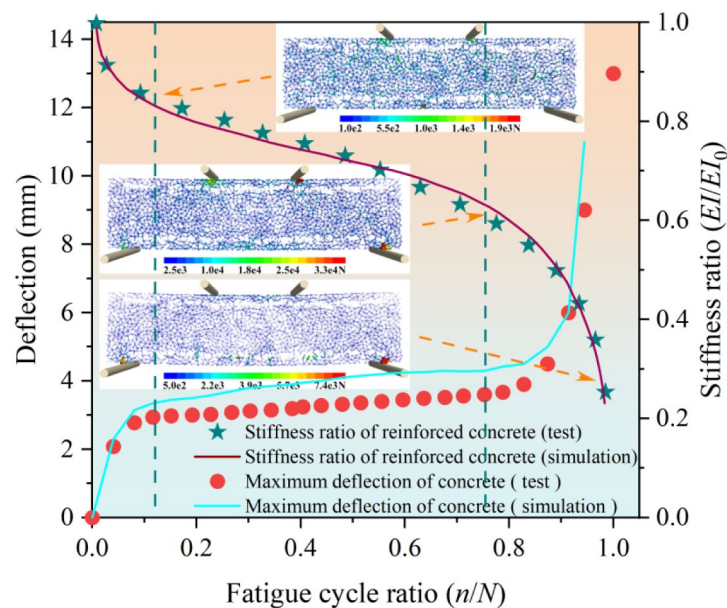 14
12
10
8
6
4
2
0
Deflection (mm)
1.0
0.8
0.6
0.4
0.2
0.0
Stiffness ratio (EI/EI₀)
1.0e2 5.5e2 1.0e3 1.4e3 1.9e3N
2.5e3 1.0e4 1.8e4 2.5e4 3.3e4N
5.0e2 2.2e3 3.9e3 5.7e3 7.4e3N
Stiffness ratio of reinforced concrete (test)
Stiffness ratio of reinforced concrete (simulation)
Maximum deflection of concrete ( test )
Maximum deflection of concrete ( simulation )
0.0 0.2 0.4 0.6 0.8 1.0
Fatigue cycle ratio (n/N)